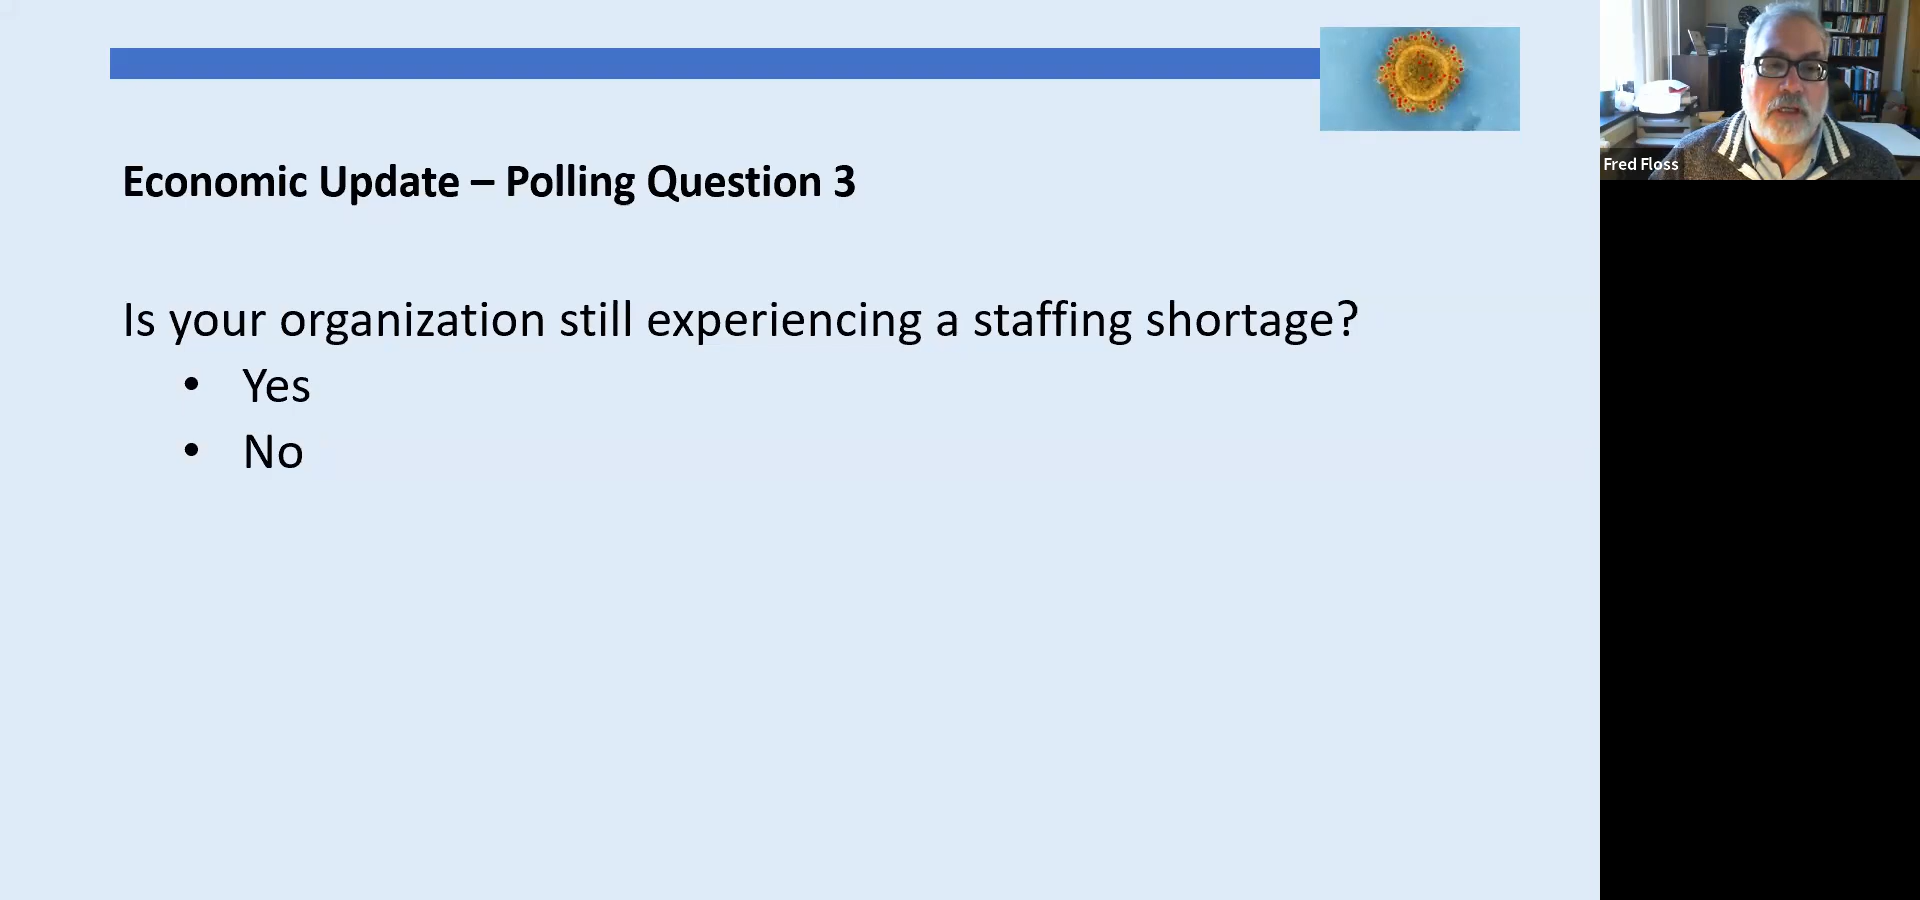 Economic Update – Polling Question 3
Is your organization still experiencing a staffing shortage?
• Yes
• No
Fred Floss